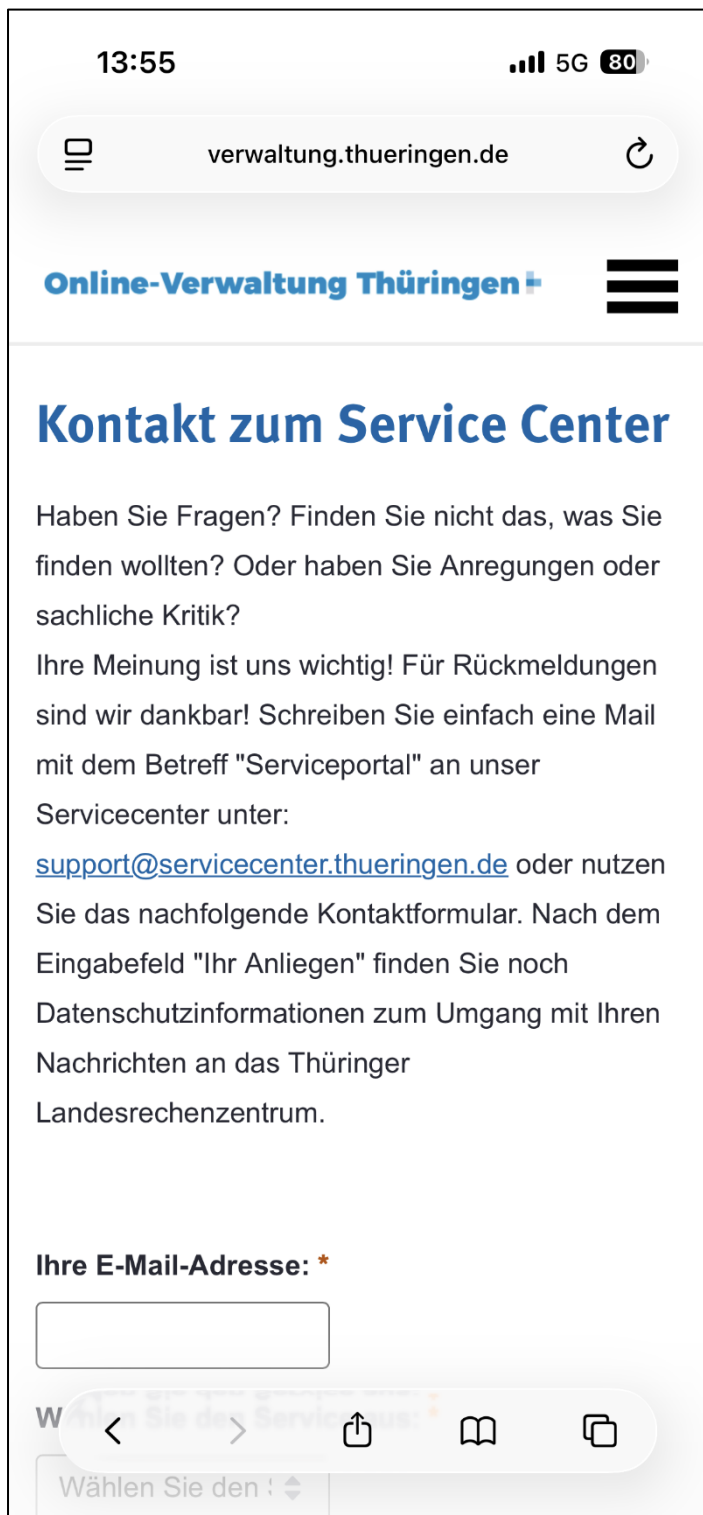 13:55
5G 80
verwaltung.thueringen.de
Online-Verwaltung Thüringen
Kontakt zum Service Center
Haben Sie Fragen? Finden Sie nicht das, was Sie
finden wollten? Oder haben Sie Anregungen oder
sachliche Kritik?
Ihre Meinung ist uns wichtig! Für Rückmeldungen
sind wir dankbar! Schreiben Sie einfach eine Mail
mit dem Betreff "Serviceportal" an unser
Servicecenter unter:
support@servicecenter.thueringen.de oder nutzen
Sie das nachfolgende Kontaktformular. Nach dem
Eingabefeld "Ihr Anliegen" finden Sie noch
Datenschutzinformationen zum Umgang mit Ihren
Nachrichten an das Thüringer
Landesrechenzentrum.
Ihre E-Mail-Adresse: *
Wählen Sie den Service aus: *
Wählen Sie den